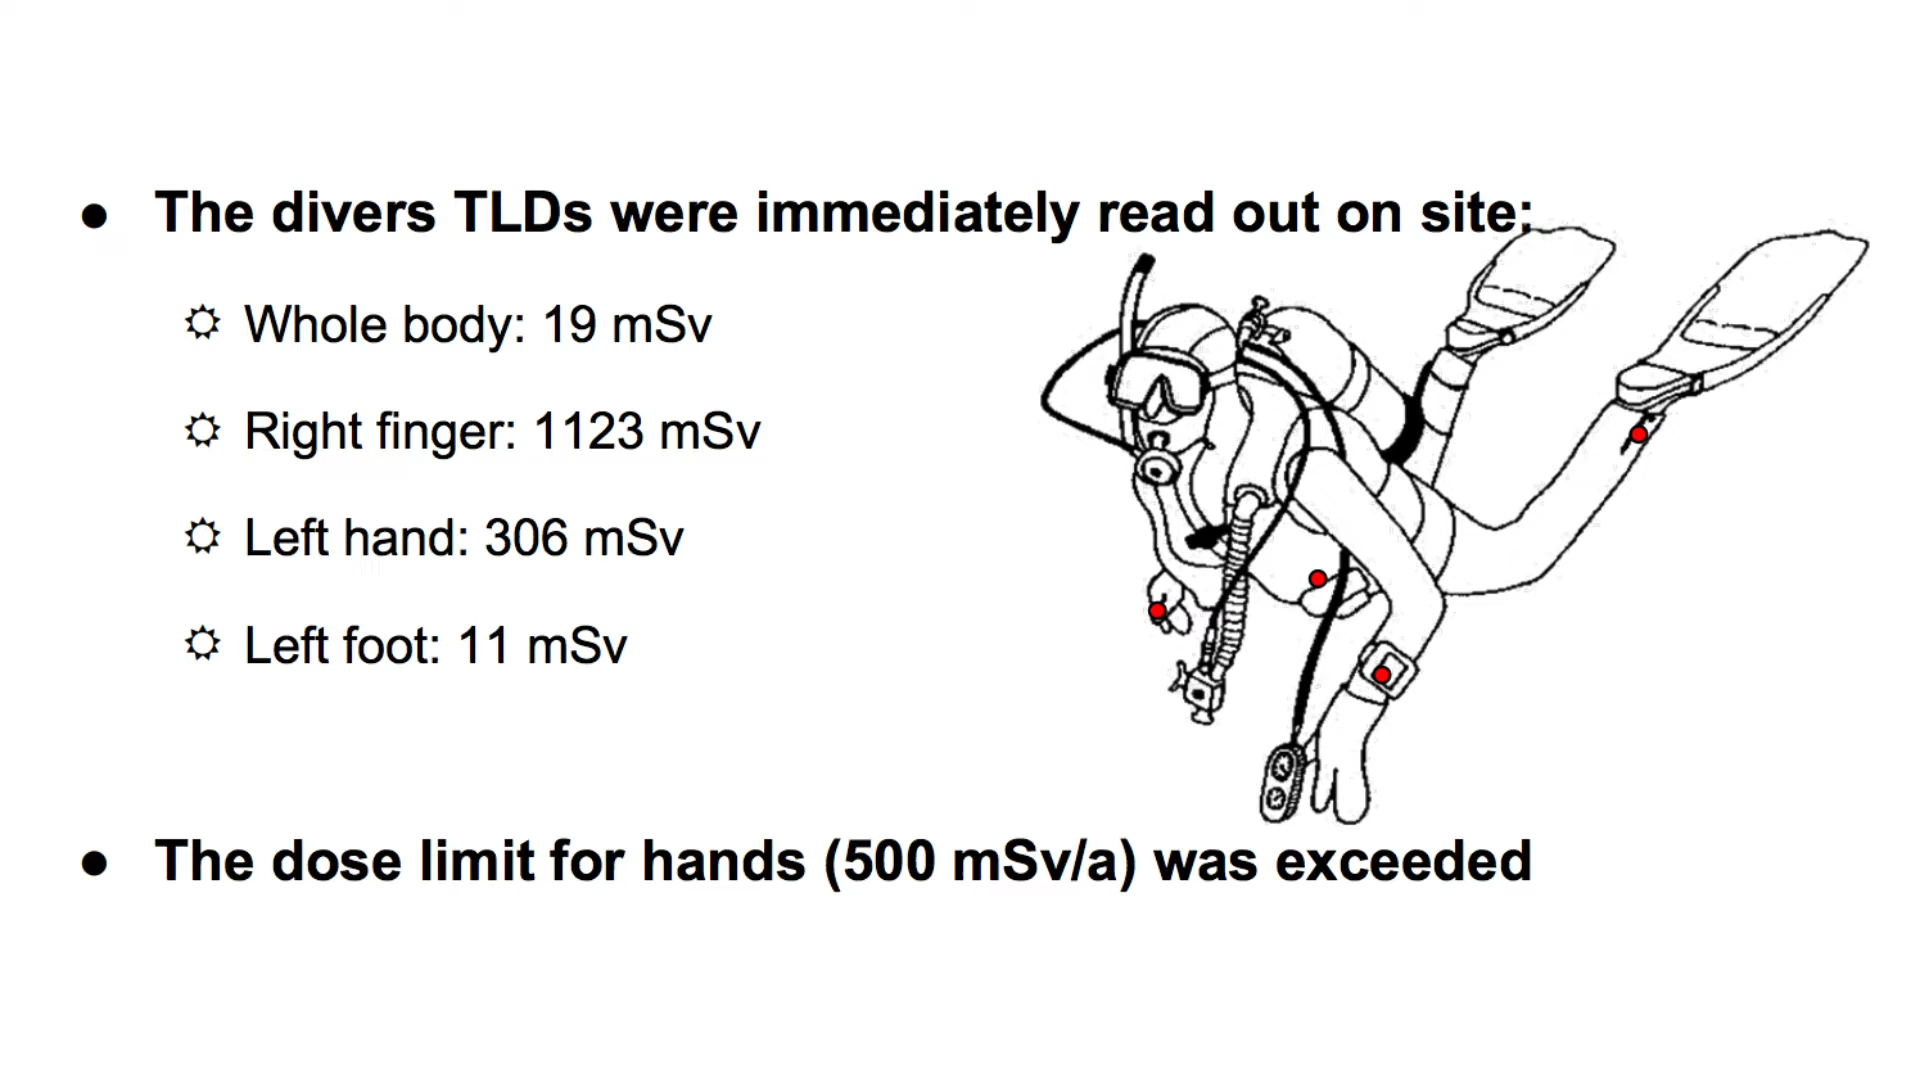 ● The divers TLDs were immediately read out on site:
Whole body: 19 mSv
Right finger: 1123 mSv
Left hand: 306 mSv
Left foot: 11 mSv
● The dose limit for hands (500 mSv/a) was exceeded